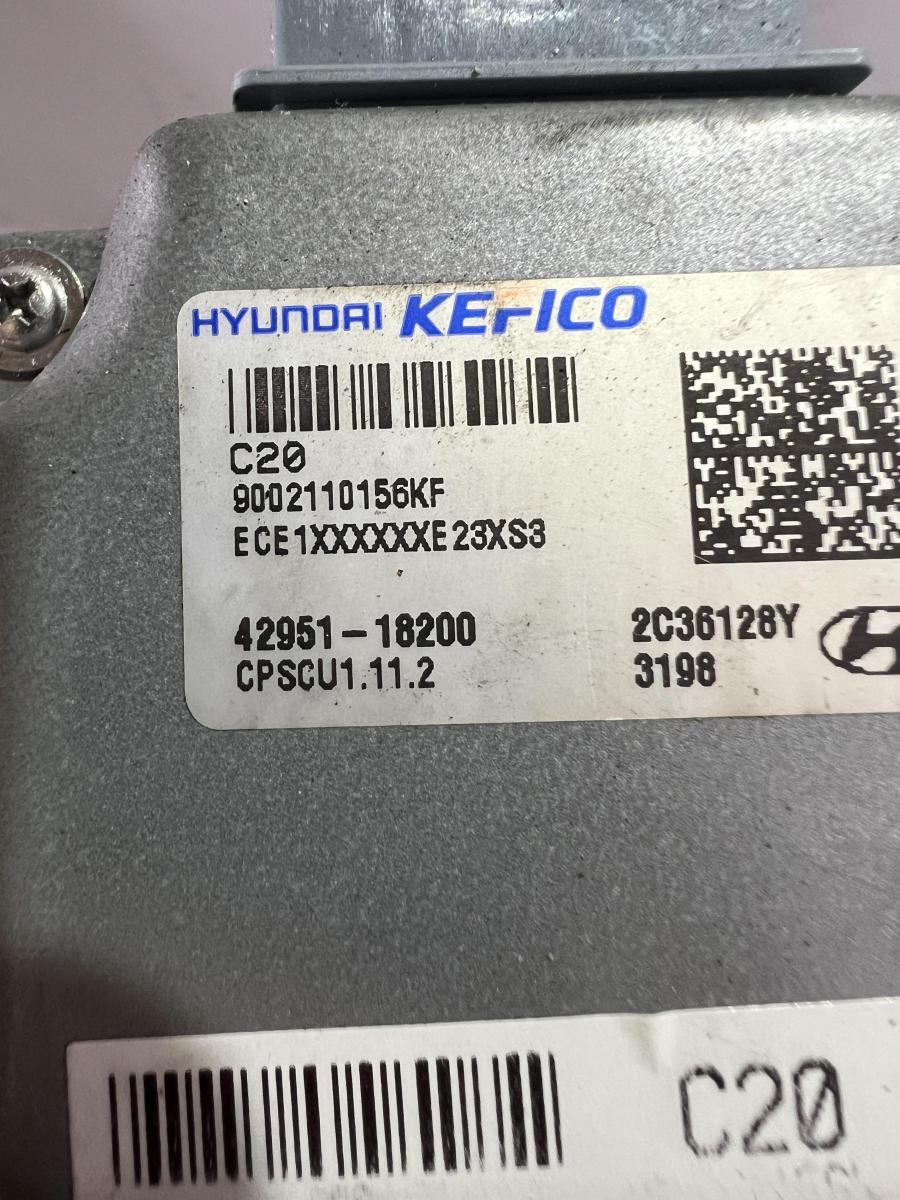 HYUNDAI KEFICO
C20
9002110156KF
ECE1XXXXXXE23XS3
42951-18200 2C36128Y
CPSCU1.11.2 3198
C20